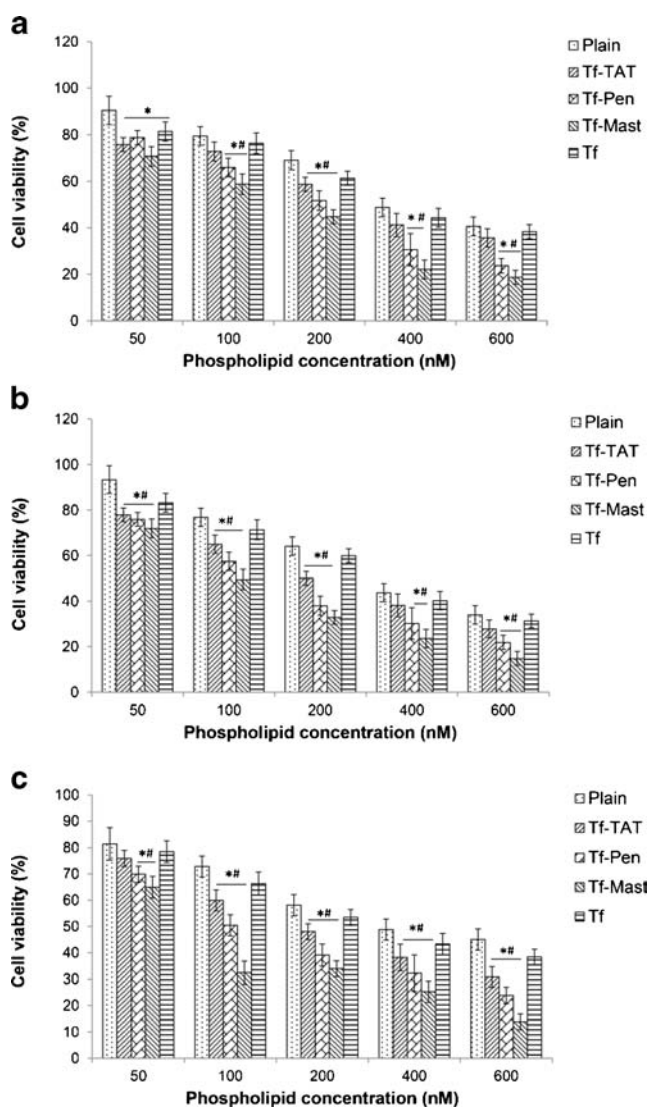 a
120
100
80
60
40
20
0
Cell viability (%)
*
*#
*#
*#
*#
50 100 200 400 600
Phospholipid concentration (nM)
Plain
Tf-TAT
Tf-Pen
Tf-Mast
Tf
b
120
100
80
60
40
20
0
Cell viability (%)
*#
*#
*#
*#
*#
50 100 200 400 600
Phospholipid concentration (nM)
Plain
Tf-TAT
Tf-Pen
Tf-Mast
Tf
c
100
90
80
70
60
50
40
30
20
10
0
Cell viability (%)
*#
*#
*#
*#
*#
50 100 200 400 600
Phospholipid concentration (nM)
Plain
Tf-TAT
Tf-Pen
Tf-Mast
Tf